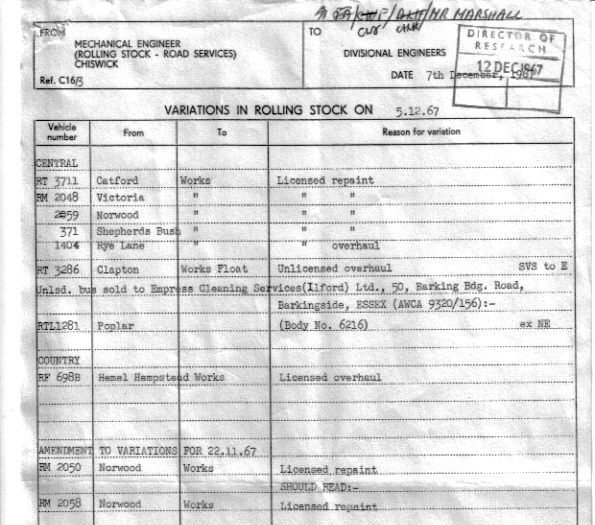 MR MARSHALL
FROM
MECHANICAL ENGINEER
(ROLLING STOCK - ROAD SERVICES)
CHISWICK
Ref. C16/3
TO
DIVISIONAL ENGINEERS
DATE 7th December, 1967
DIRECTOR OF
RESEARCH
12 DEC 1967
VARIATIONS IN ROLLING STOCK ON 5.12.67
Vehicle number From To Reason for variation
CENTRAL
RT 3711 Catford Works Licensed repaint
RM 2048 Victoria " " "
2059 Norwood " " "
371 Shepherds Bush " " "
1404 Rye Lane " " overhaul
RT 3286 Clapton Works Float Unlicensed overhaul SVS to E
Unlsd. bus sold to Empress Cleaning Services(Ilford) Ltd., 50, Barking Bdg. Road,
Barkingside, ESSEX (AWCA 9320/156):-
RTL1281 Poplar (Body No. 6216) ex NE
COUNTRY
RF 698B Hemel Hempstead Works Licensed overhaul
AMENDMENT TO VARIATIONS FOR 22.11.67
RM 2050 Norwood Works Licensed repaint
SHOULD READ:-
RM 2058 Norwood Works Licensed repaint